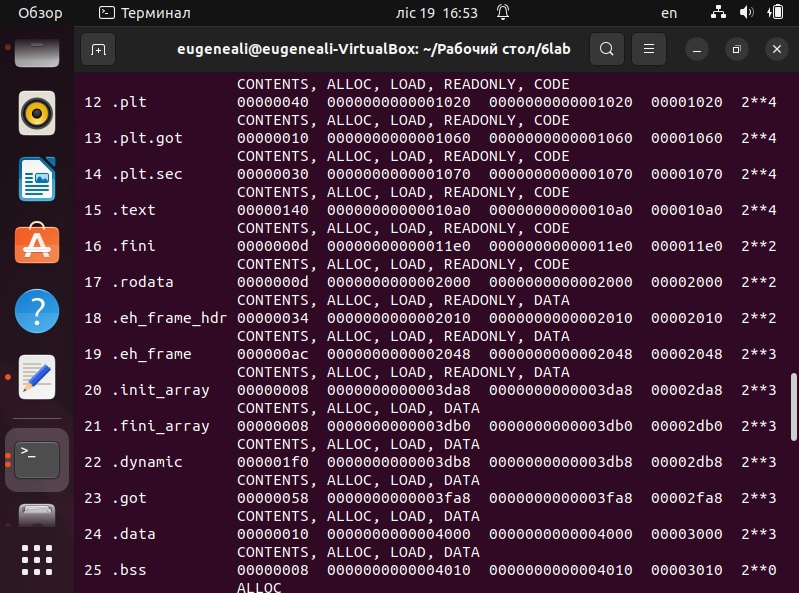 Обзор
Терминал
ліс 19 16:53
en
eugeneali@eugeneali-VirtualBox: ~/Рабочий стол/6lab
CONTENTS, ALLOC, LOAD, READONLY, CODE
12 .plt 00000040 0000000000001020 0000000000001020 00001020 2**4
CONTENTS, ALLOC, LOAD, READONLY, CODE
13 .plt.got 00000010 0000000000001060 0000000000001060 00001060 2**4
CONTENTS, ALLOC, LOAD, READONLY, CODE
14 .plt.sec 00000030 0000000000001070 0000000000001070 00001070 2**4
CONTENTS, ALLOC, LOAD, READONLY, CODE
15 .text 00000140 00000000000010a0 00000000000010a0 000010a0 2**4
CONTENTS, ALLOC, LOAD, READONLY, CODE
16 .fini 0000000d 00000000000011e0 00000000000011e0 000011e0 2**2
CONTENTS, ALLOC, LOAD, READONLY, CODE
17 .rodata 0000000d 0000000000002000 0000000000002000 00002000 2**2
CONTENTS, ALLOC, LOAD, READONLY, DATA
18 .eh_frame_hdr 00000034 0000000000002010 0000000000002010 00002010 2**2
CONTENTS, ALLOC, LOAD, READONLY, DATA
19 .eh_frame 000000ac 0000000000002048 0000000000002048 00002048 2**3
CONTENTS, ALLOC, LOAD, READONLY, DATA
20 .init_array 00000008 0000000000003da8 0000000000003da8 00002da8 2**3
CONTENTS, ALLOC, LOAD, DATA
21 .fini_array 00000008 0000000000003db0 0000000000003db0 00002db0 2**3
CONTENTS, ALLOC, LOAD, DATA
22 .dynamic 000001f0 0000000000003db8 0000000000003db8 00002db8 2**3
CONTENTS, ALLOC, LOAD, DATA
23 .got 00000058 0000000000003fa8 0000000000003fa8 00002fa8 2**3
CONTENTS, ALLOC, LOAD, DATA
24 .data 00000010 0000000000004000 0000000000004000 00003000 2**3
CONTENTS, ALLOC, LOAD, DATA
25 .bss 00000008 0000000000004010 0000000000004010 00003010 2**0
ALLOC